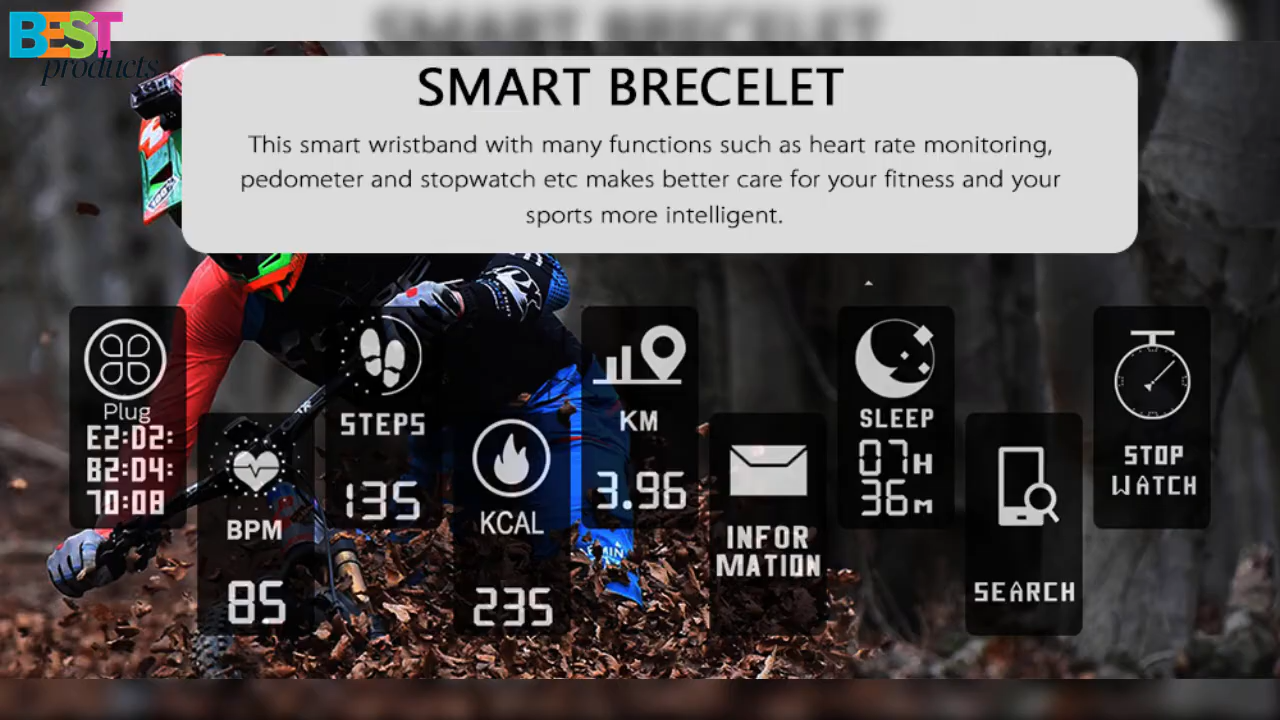 BEST
products
SMART BRECELET
This smart wristband with many functions such as heart rate monitoring,
pedometer and stopwatch etc makes better care for your fitness and your
sports more intelligent.
Plug
E2:D2:
B2:D4:
70:08
BPM
85
STEPS
135
KCAL
235
KM
3.96
INFOR
MATION
SLEEP
07H
36M
SEARCH
STOP
WATCH